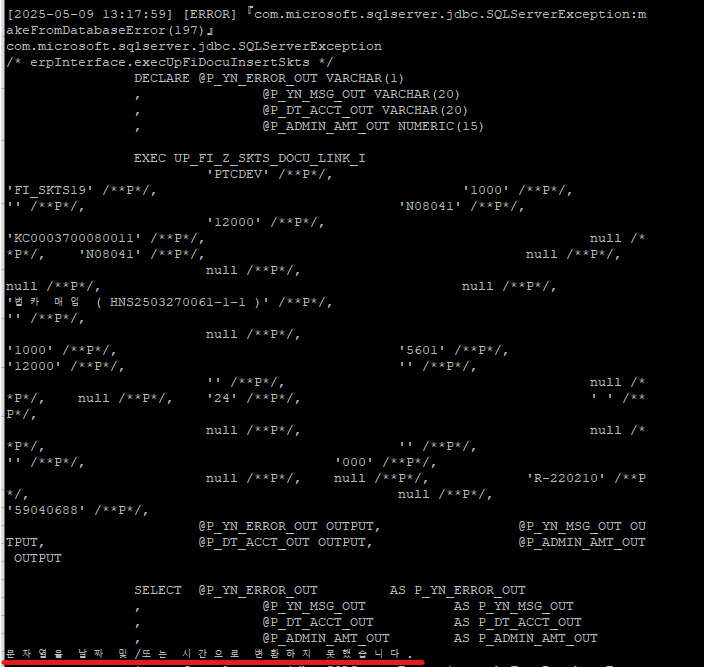 [2025-05-09 13:17:59] [ERROR] 『com.microsoft.sqlserver.jdbc.SQLServerException:m
akeFromDatabaseError(197)』
com.microsoft.sqlserver.jdbc.SQLServerException
/* erpInterface.execUpFiDocuInsertSkts */
DECLARE @P_YN_ERROR_OUT VARCHAR(1)
, @P_YN_MSG_OUT VARCHAR(20)
, @P_DT_ACCT_OUT VARCHAR(20)
, @P_ADMIN_AMT_OUT NUMERIC(15)
EXEC UP_FI_Z_SKTS_DOCU_LINK_I
'PTCDEV' /**P*/,
'FI_SKTS19' /**P*/, '1000' /**P*/,
'' /**P*/, 'N08041' /**P*/,
'12000' /**P*/,
'KC0003700080011' /**P*/, null /*
*P*/, 'N08041' /**P*/, null /**P*/,
null /**P*/,
null /**P*/, null /**P*/,
'법카 매입 ( HNS2503270061-1-1 )' /**P*/,
'' /**P*/,
null /**P*/,
'1000' /**P*/, '5601' /**P*/,
'12000' /**P*/, '' /**P*/,
'' /**P*/, null /*
*P*/, null /**P*/, '24' /**P*/, ' ' /**
P*/,
null /**P*/, null /*
*P*/, '' /**P*/,
'' /**P*/, '000' /**P*/,
null /**P*/, null /**P*/, 'R-220210' /**P
*/, null /**P*/,
'59040688' /**P*/,
@P_YN_ERROR_OUT OUTPUT, @P_YN_MSG_OUT OU
TPUT, @P_DT_ACCT_OUT OUTPUT, @P_ADMIN_AMT_OUT
OUTPUT
SELECT @P_YN_ERROR_OUT AS P_YN_ERROR_OUT
, @P_YN_MSG_OUT AS P_YN_MSG_OUT
, @P_DT_ACCT_OUT AS P_DT_ACCT_OUT
, @P_ADMIN_AMT_OUT AS P_ADMIN_AMT_OUT
문자열을 날짜 및/또는 시간으로 변환하지 못했습니다.